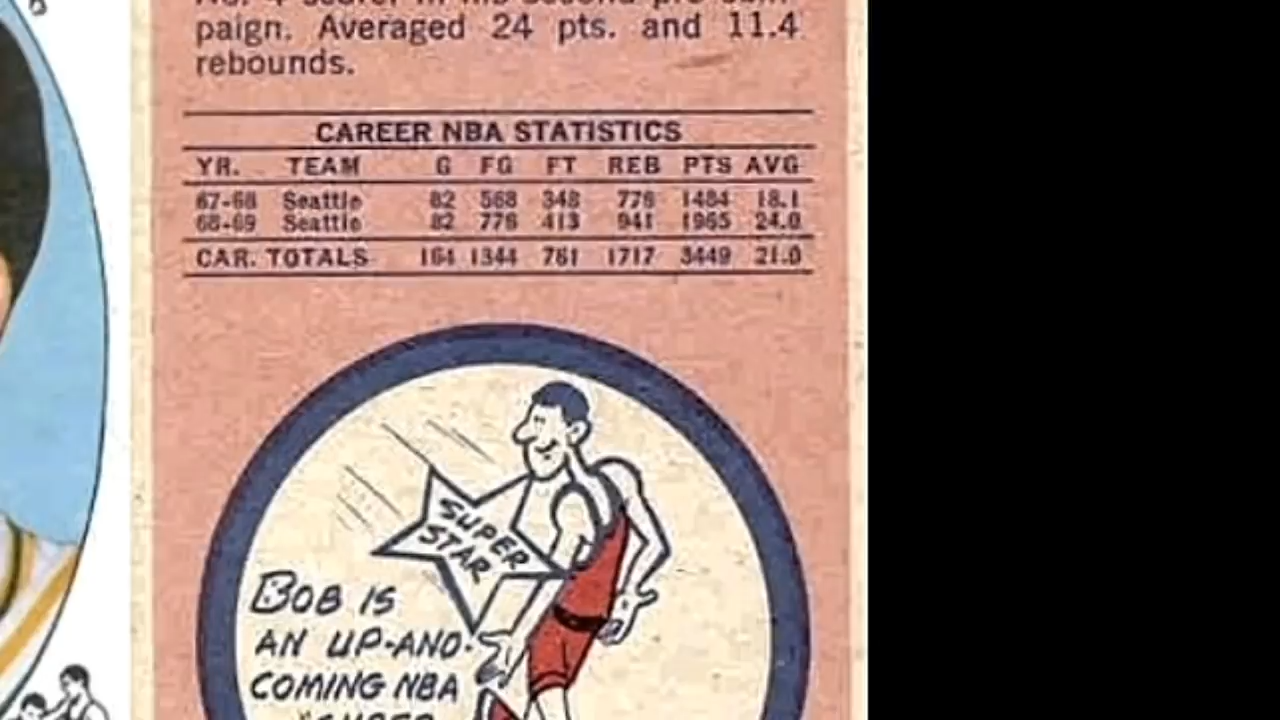 paign. Averaged 24 pts. and 11.4
rebounds.
CAREER NBA STATISTICS
YR. TEAM G FG FT REB PTS AVG
67-68 Seattle 82 568 348 776 1484 18.1
68-69 Seattle 82 776 413 941 1965 24.0
CAR. TOTALS 164 1344 761 1717 3449 21.0
SUPER
STAR
BOB IS
AN UP-AND-
COMING NBA